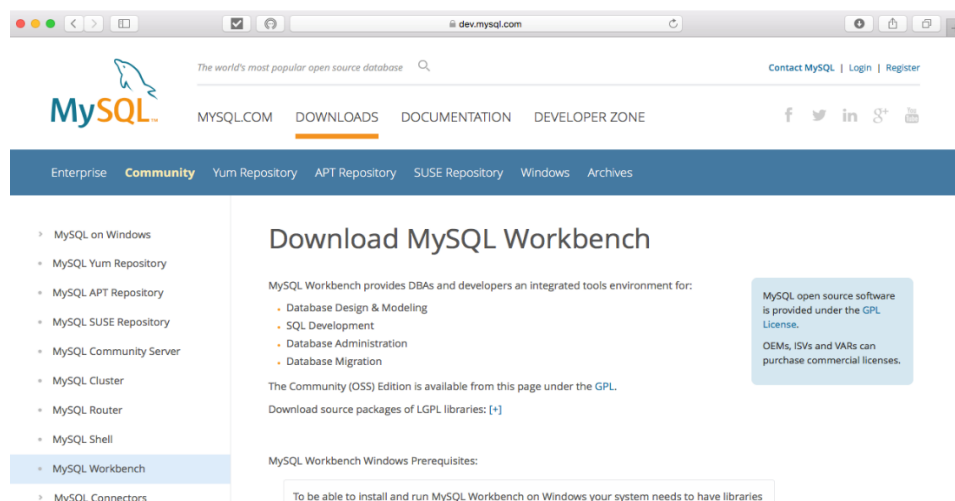 dev.mysql.com
The world's most popular open source database
Contact MySQL | Login | Register
MySQL™
MYSQL.COM DOWNLOADS DOCUMENTATION DEVELOPER ZONE
Enterprise Community Yum Repository APT Repository SUSE Repository Windows Archives
MySQL on Windows
MySQL Yum Repository
MySQL APT Repository
MySQL SUSE Repository
MySQL Community Server
MySQL Cluster
MySQL Router
MySQL Shell
MySQL Workbench
MySQL Connectors
Download MySQL Workbench
MySQL Workbench provides DBAs and developers an integrated tools environment for:
Database Design & Modeling
SQL Development
Database Administration
Database Migration
The Community (OSS) Edition is available from this page under the GPL.
Download source packages of LGPL libraries: [+]
MySQL Workbench Windows Prerequisites:
To be able to install and run MySQL Workbench on Windows your system needs to have libraries
MySQL open source software
is provided under the GPL
License.
OEMs, ISVs and VARs can
purchase commercial licenses.